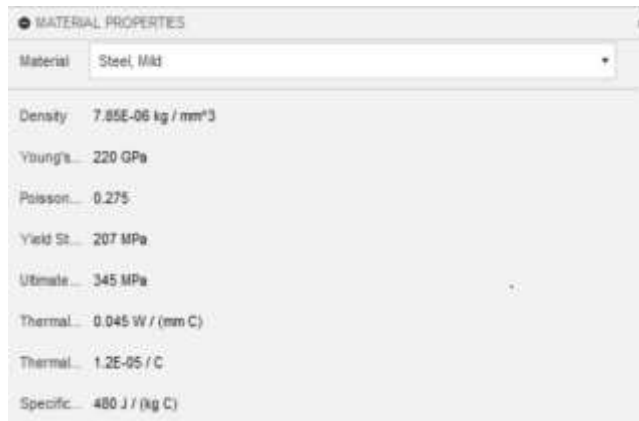 MATERIAL PROPERTIES
Material Steel, Mild
Density 7.85E-06 kg / mm^3
Young's... 220 GPa
Poisson... 0.275
Yield St... 207 MPa
Ultimate... 345 MPa
Thermal... 0.045 W / (mm C)
Thermal... 1.2E-05 / C
Specific... 480 J / (kg C)